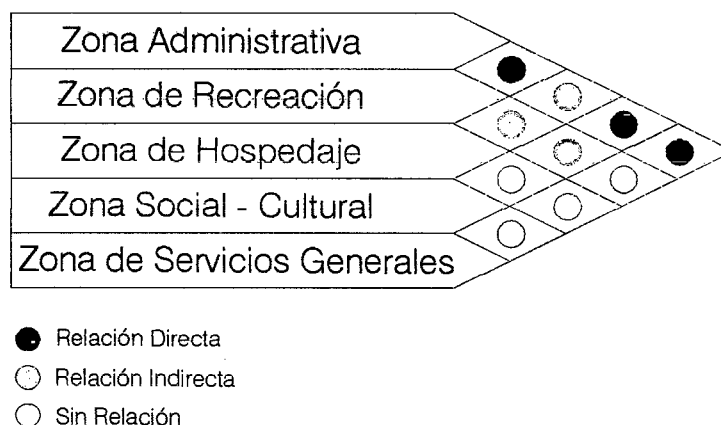 Zona Administrativa
Zona de Recreación
Zona de Hospedaje
Zona Social - Cultural
Zona de Servicios Generales
Relación Directa
Relación Indirecta
Sin Relación